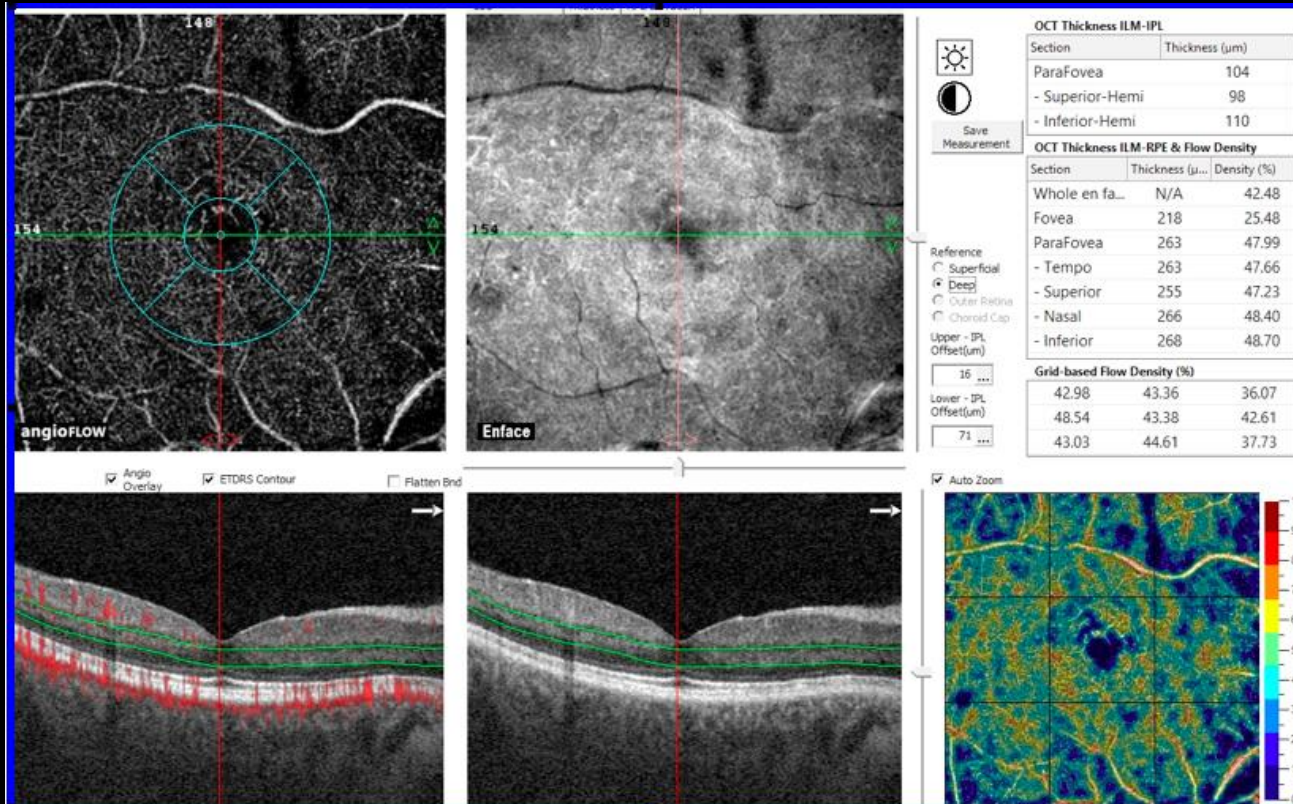 148
154
angioFLOW
148
154
Enface
Save
Measurement
Reference
Superficial
Deep
Outer Retina
Choroid Cap
Upper - IPL
Offset(um)
16 ...
Lower - IPL
Offset(um)
71 ...
OCT Thickness ILM-IPL
Section Thickness (µm)
ParaFovea 104
- Superior-Hemi 98
- Inferior-Hemi 110
OCT Thickness ILM-RPE & Flow Density
Section Thickness (µ... Density (%)
Whole en fa... N/A 42.48
Fovea 218 25.48
ParaFovea 263 47.99
- Tempo 263 47.66
- Superior 255 47.23
- Nasal 266 48.40
- Inferior 268 48.70
Grid-based Flow Density (%)
42.98 43.36 36.07
48.54 43.38 42.61
43.03 44.61 37.73
Angio
Overlay
ETDRS Contour
Flatten Bnd
Auto Zoom